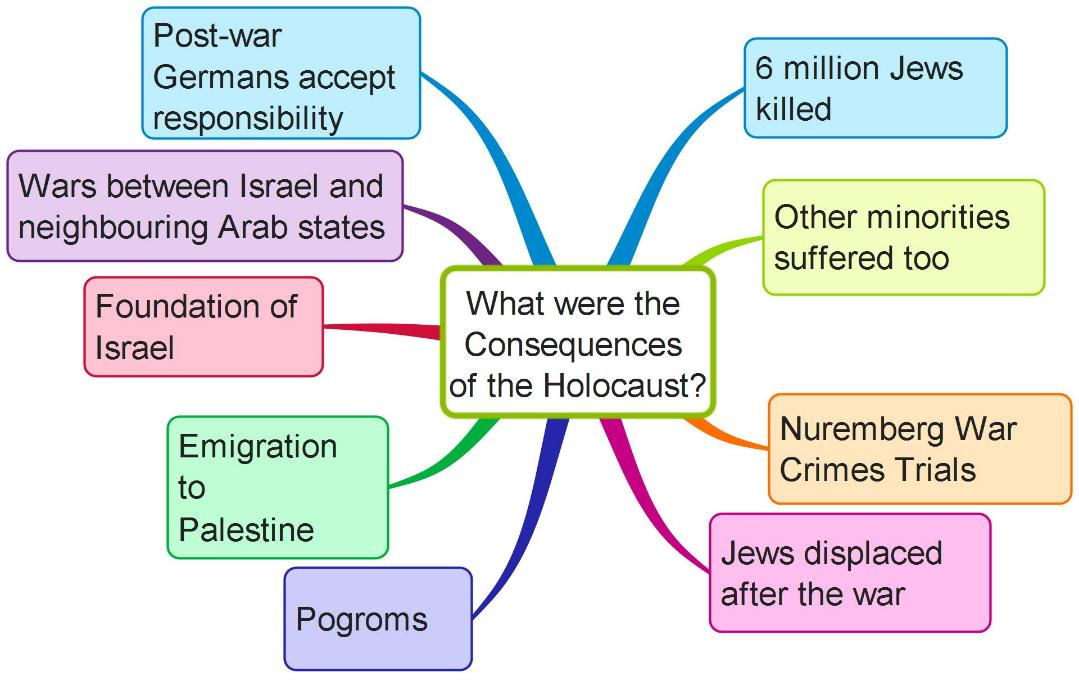 What were the
Consequences
of the Holocaust?
6 million Jews
killed
Other minorities
suffered too
Nuremberg War
Crimes Trials
Jews displaced
after the war
Pogroms
Emigration
to
Palestine
Foundation of
Israel
Wars between Israel and
neighbouring Arab states
Post-war
Germans accept
responsibility